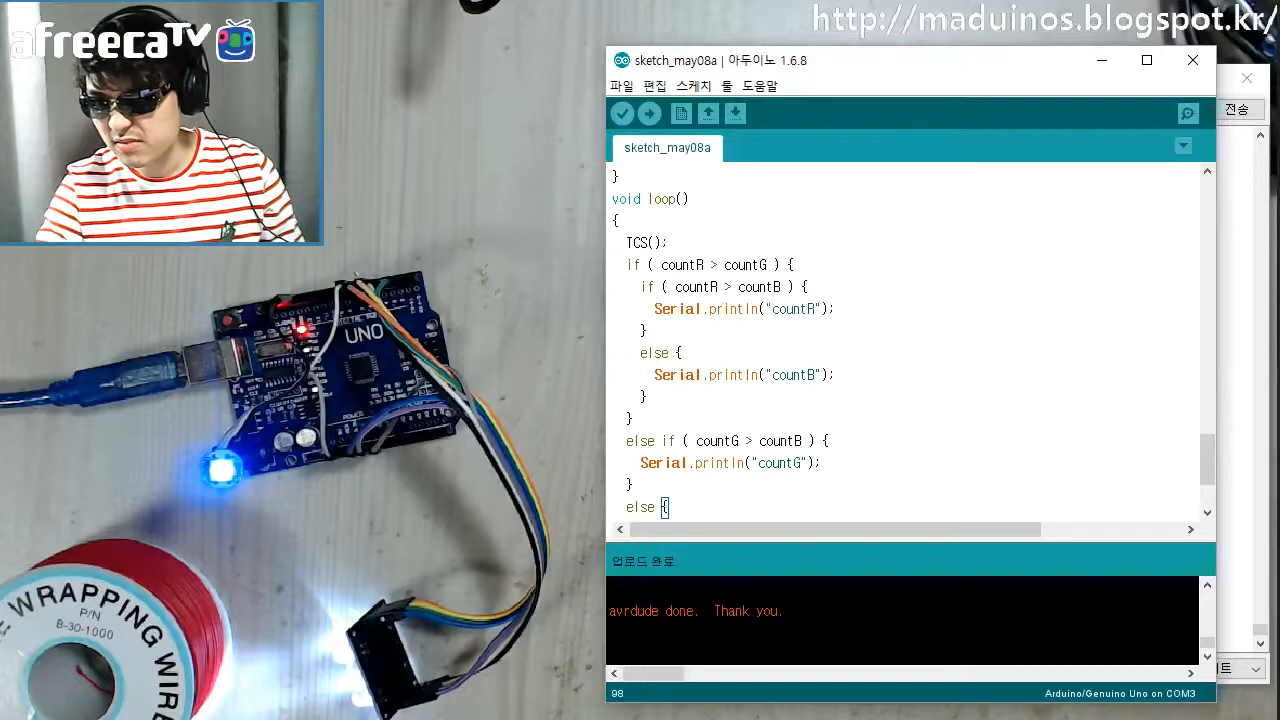 afreecaTV
http://maduinos.blogspot.kr/
sketch_may08a | 아두이노 1.6.8
파일 편집 스케치 툴 도움말
전송
sketch_may08a
}
void loop()
{
TCS();
if ( countR > countG ) {
if ( countR > countB ) {
Serial.println("countR");
}
else {
Serial.println("countB");
}
}
else if ( countG > countB ) {
Serial.println("countG");
}
else {
업로드 완료.
avrdude done. Thank you.
98
Arduino/Genuino Uno on COM3
UNO
WRAPPING WIRE
P/N
B-30-1000